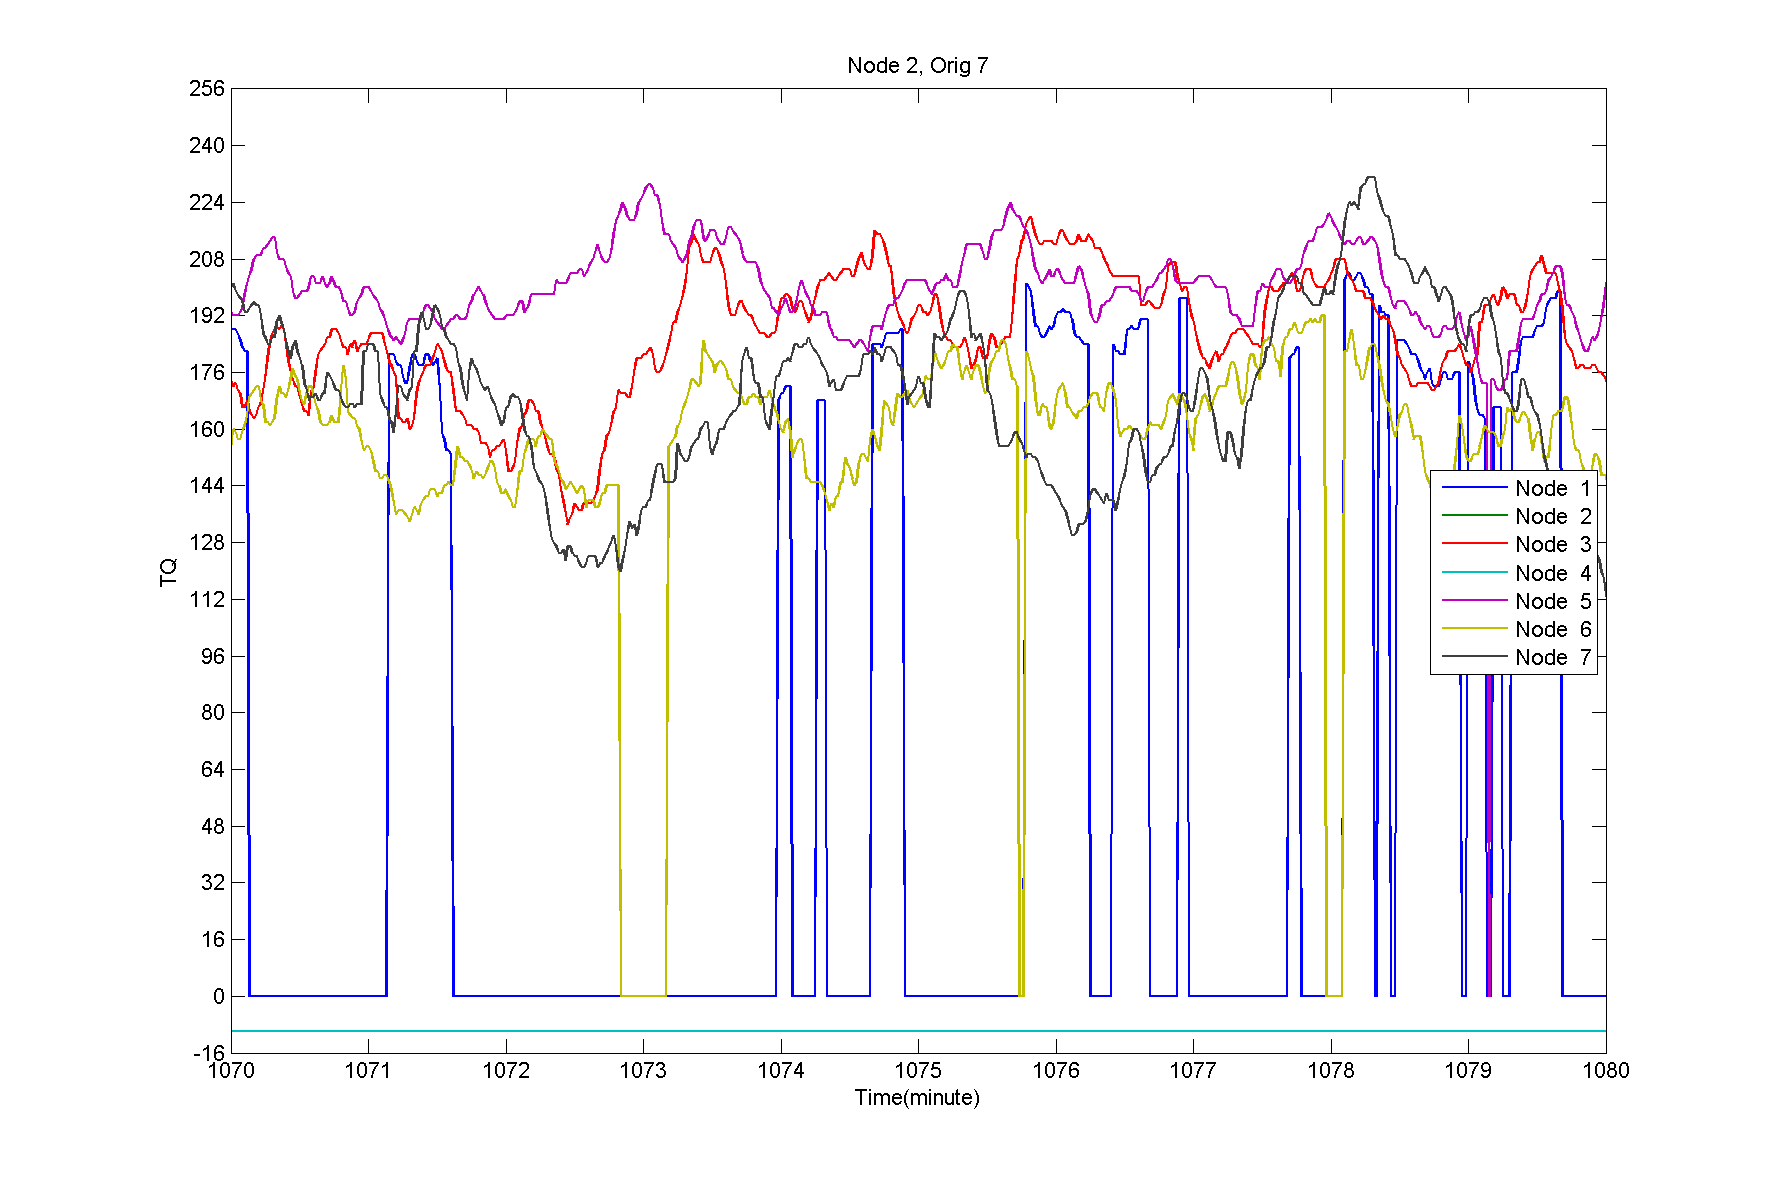 Node 2, Orig 7
256
240
224
208
192
176
160
144
128
112
96
80
64
48
32
16
0
-16
TQ
1070 1071 1072 1073 1074 1075 1076 1077 1078 1079 1080
Time(minute)
Node 1
Node 2
Node 3
Node 4
Node 5
Node 6
Node 7